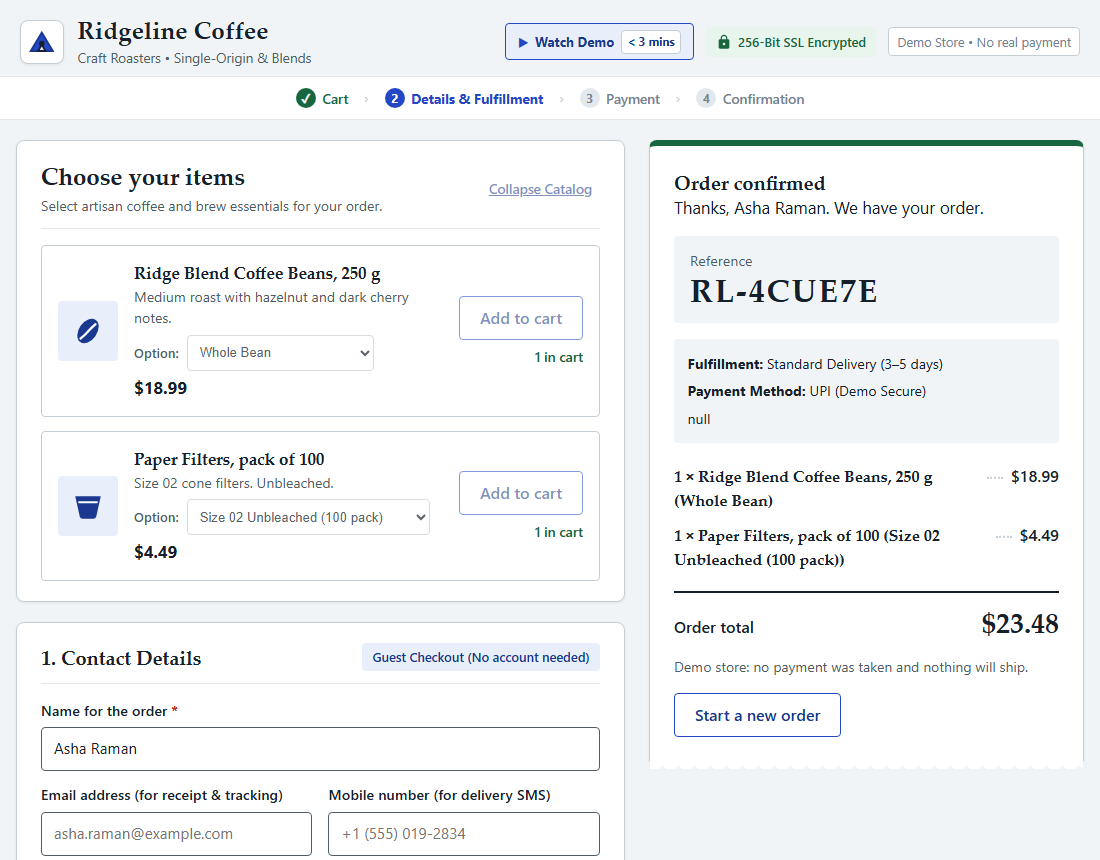 Ridgeline Coffee
Craft Roasters • Single-Origin & Blends
▶ Watch Demo < 3 mins
256-Bit SSL Encrypted
Demo Store • No real payment
✓ Cart › 2 Details & Fulfillment › 3 Payment › 4 Confirmation
Choose your items
Select artisan coffee and brew essentials for your order.
Collapse Catalog
Ridge Blend Coffee Beans, 250 g
Medium roast with hazelnut and dark cherry
notes.
Option: Whole Bean
$18.99
Add to cart
1 in cart
Paper Filters, pack of 100
Size 02 cone filters. Unbleached.
Option: Size 02 Unbleached (100 pack)
$4.49
Add to cart
1 in cart
1. Contact Details
Guest Checkout (No account needed)
Name for the order *
Asha Raman
Email address (for receipt & tracking)
asha.raman@example.com
Mobile number (for delivery SMS)
+1 (555) 019-2834
Order confirmed
Thanks, Asha Raman. We have your order.
Reference
RL-4CUE7E
Fulfillment: Standard Delivery (3–5 days)
Payment Method: UPI (Demo Secure)
null
1 × Ridge Blend Coffee Beans, 250 g
(Whole Bean)
$18.99
1 × Paper Filters, pack of 100 (Size 02
Unbleached (100 pack))
$4.49
Order total $23.48
Demo store: no payment was taken and nothing will ship.
Start a new order